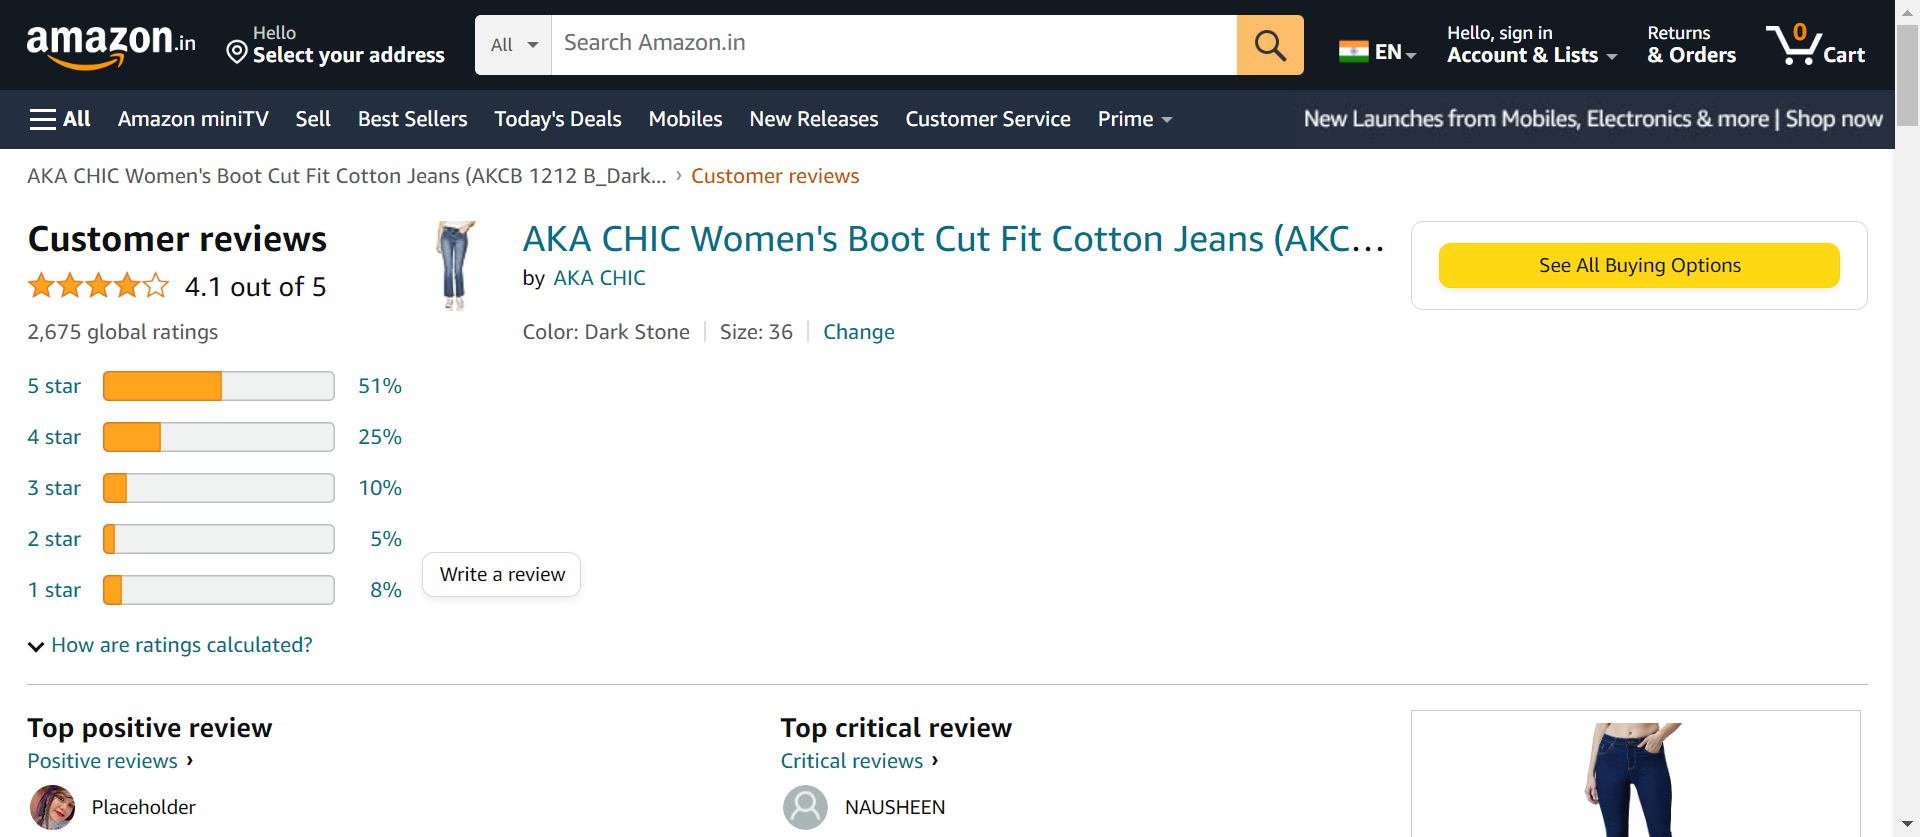 amazon.in
Hello
Select your address
All
Search Amazon.in
EN
Hello, sign in
Account & Lists
Returns
& Orders
0
Cart
All
Amazon miniTV
Sell
Best Sellers
Today's Deals
Mobiles
New Releases
Customer Service
Prime
New Launches from Mobiles, Electronics & more | Shop now
AKA CHIC Women's Boot Cut Fit Cotton Jeans (AKCB 1212 B_Dark... › Customer reviews
Customer reviews
4.1 out of 5
2,675 global ratings
5 star 51%
4 star 25%
3 star 10%
2 star 5%
1 star 8%
How are ratings calculated?
AKA CHIC Women's Boot Cut Fit Cotton Jeans (AKC...
by AKA CHIC
Color: Dark Stone | Size: 36 | Change
Write a review
See All Buying Options
Top positive review
Positive reviews ›
Placeholder
Top critical review
Critical reviews ›
NAUSHEEN